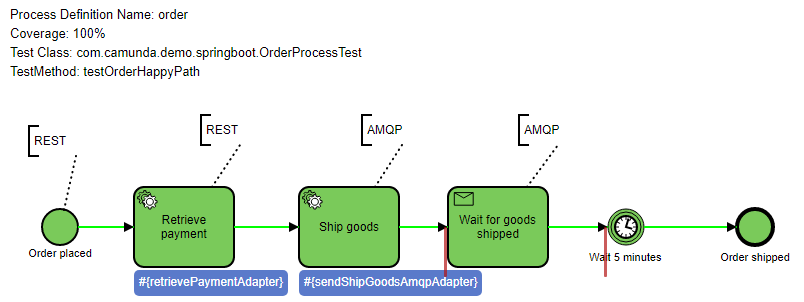 Process Definition Name: order
Coverage: 100%
Test Class: com.camunda.demo.springboot.OrderProcessTest
TestMethod: testOrderHappyPath
REST
REST
AMQP
AMQP
Order placed
Retrieve
payment
#{retrievePaymentAdapter}
Ship goods
#{sendShipGoodsAmqpAdapter}
Wait for goods
shipped
Wait 5 minutes
Order shipped